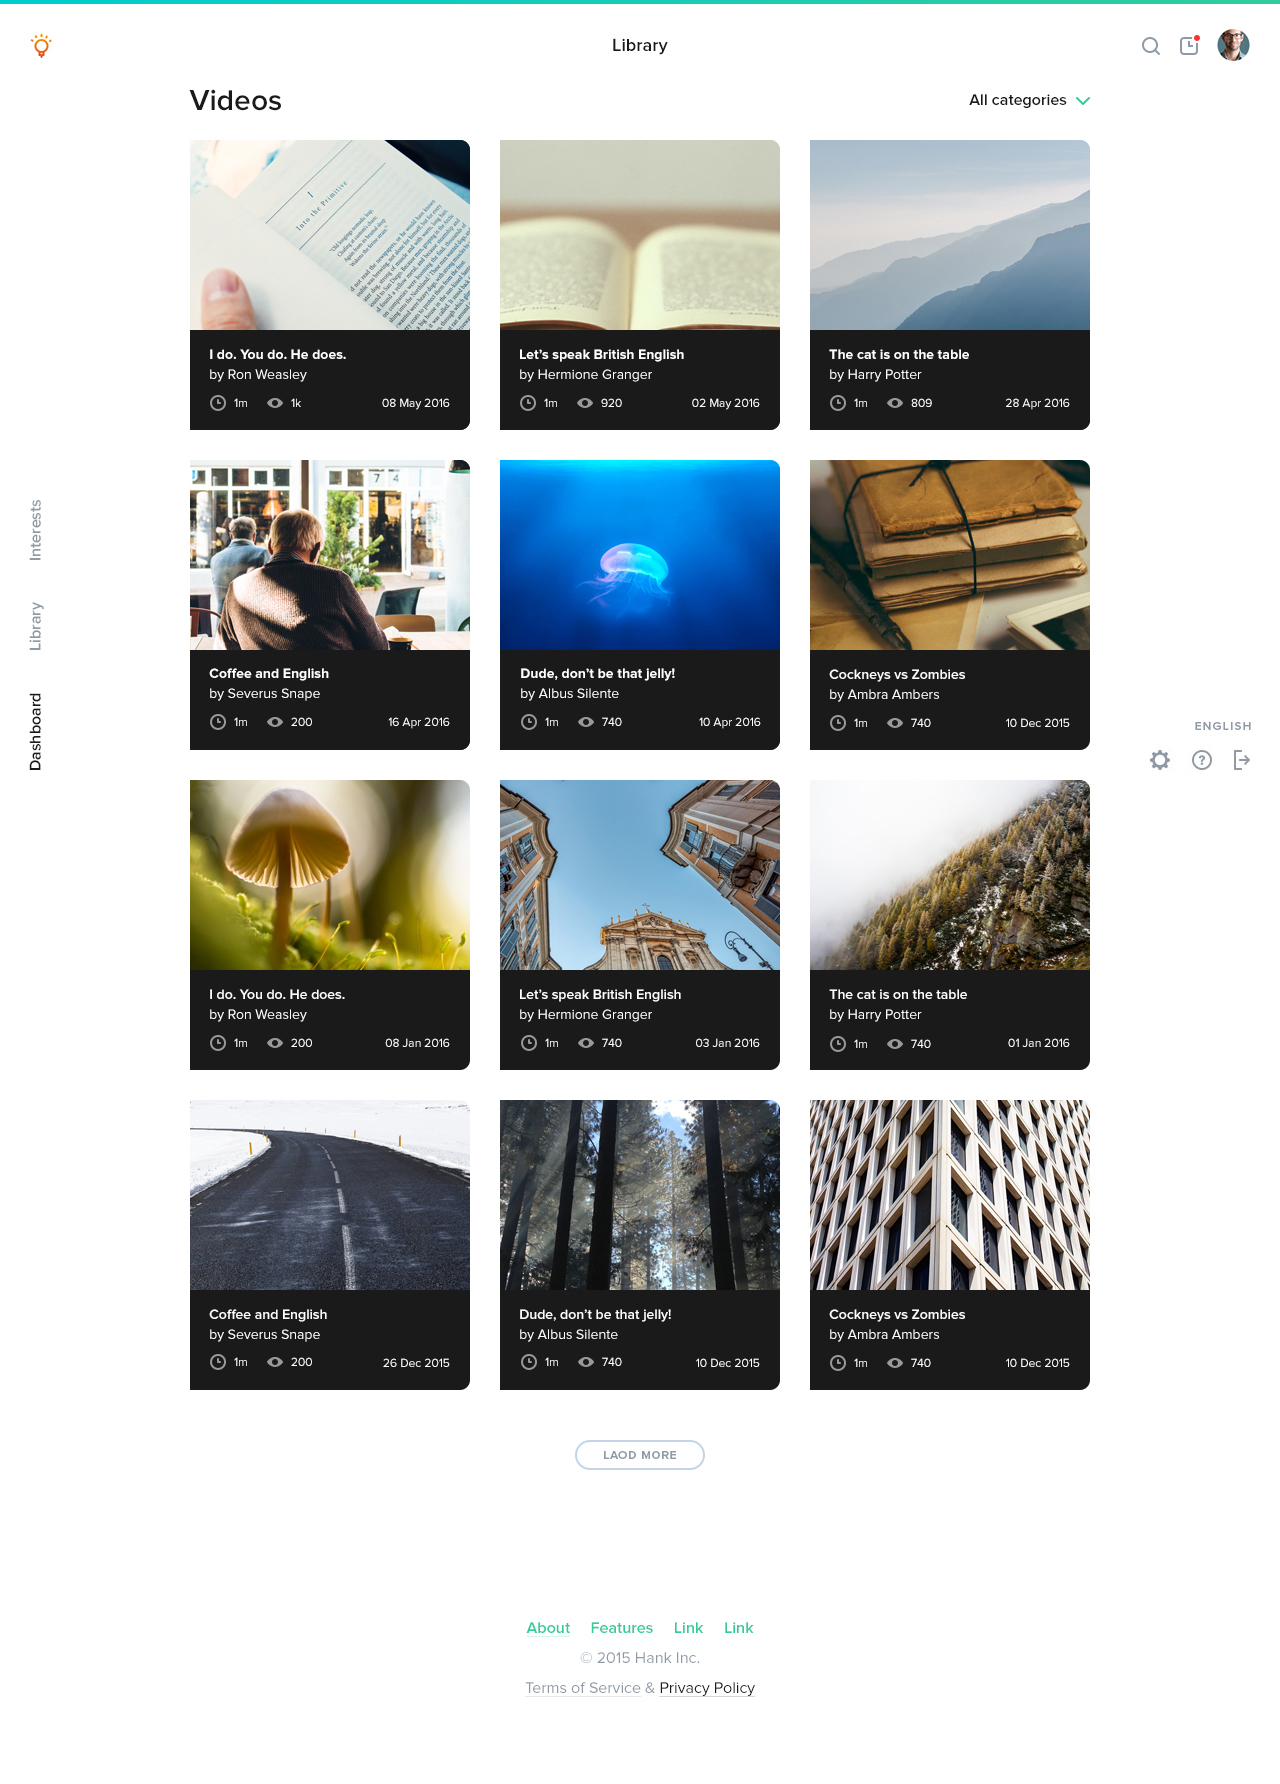 Library
Videos
All categories
I
Into the Primitive
I do. You do. He does.
by Ron Weasley
1m
1k
08 May 2016
Let's speak British English
by Hermione Granger
1m
920
02 May 2016
The cat is on the table
by Harry Potter
1m
809
28 Apr 2016
7 4
Coffee and English
by Severus Snape
1m
200
16 Apr 2016
Dude, don't be that jelly!
by Albus Silente
1m
740
10 Apr 2016
Cockneys vs Zombies
by Ambra Ambers
1m
740
10 Dec 2015
Interests
Library
Dashboard
ENGLISH
I do. You do. He does.
by Ron Weasley
1m
200
08 Jan 2016
Let's speak British English
by Hermione Granger
1m
740
03 Jan 2016
The cat is on the table
by Harry Potter
1m
740
01 Jan 2016
Coffee and English
by Severus Snape
1m
200
26 Dec 2015
Dude, don't be that jelly!
by Albus Silente
1m
740
10 Dec 2015
Cockneys vs Zombies
by Ambra Ambers
1m
740
10 Dec 2015
LAOD MORE
About Features Link Link
© 2015 Hank Inc.
Terms of Service & Privacy Policy